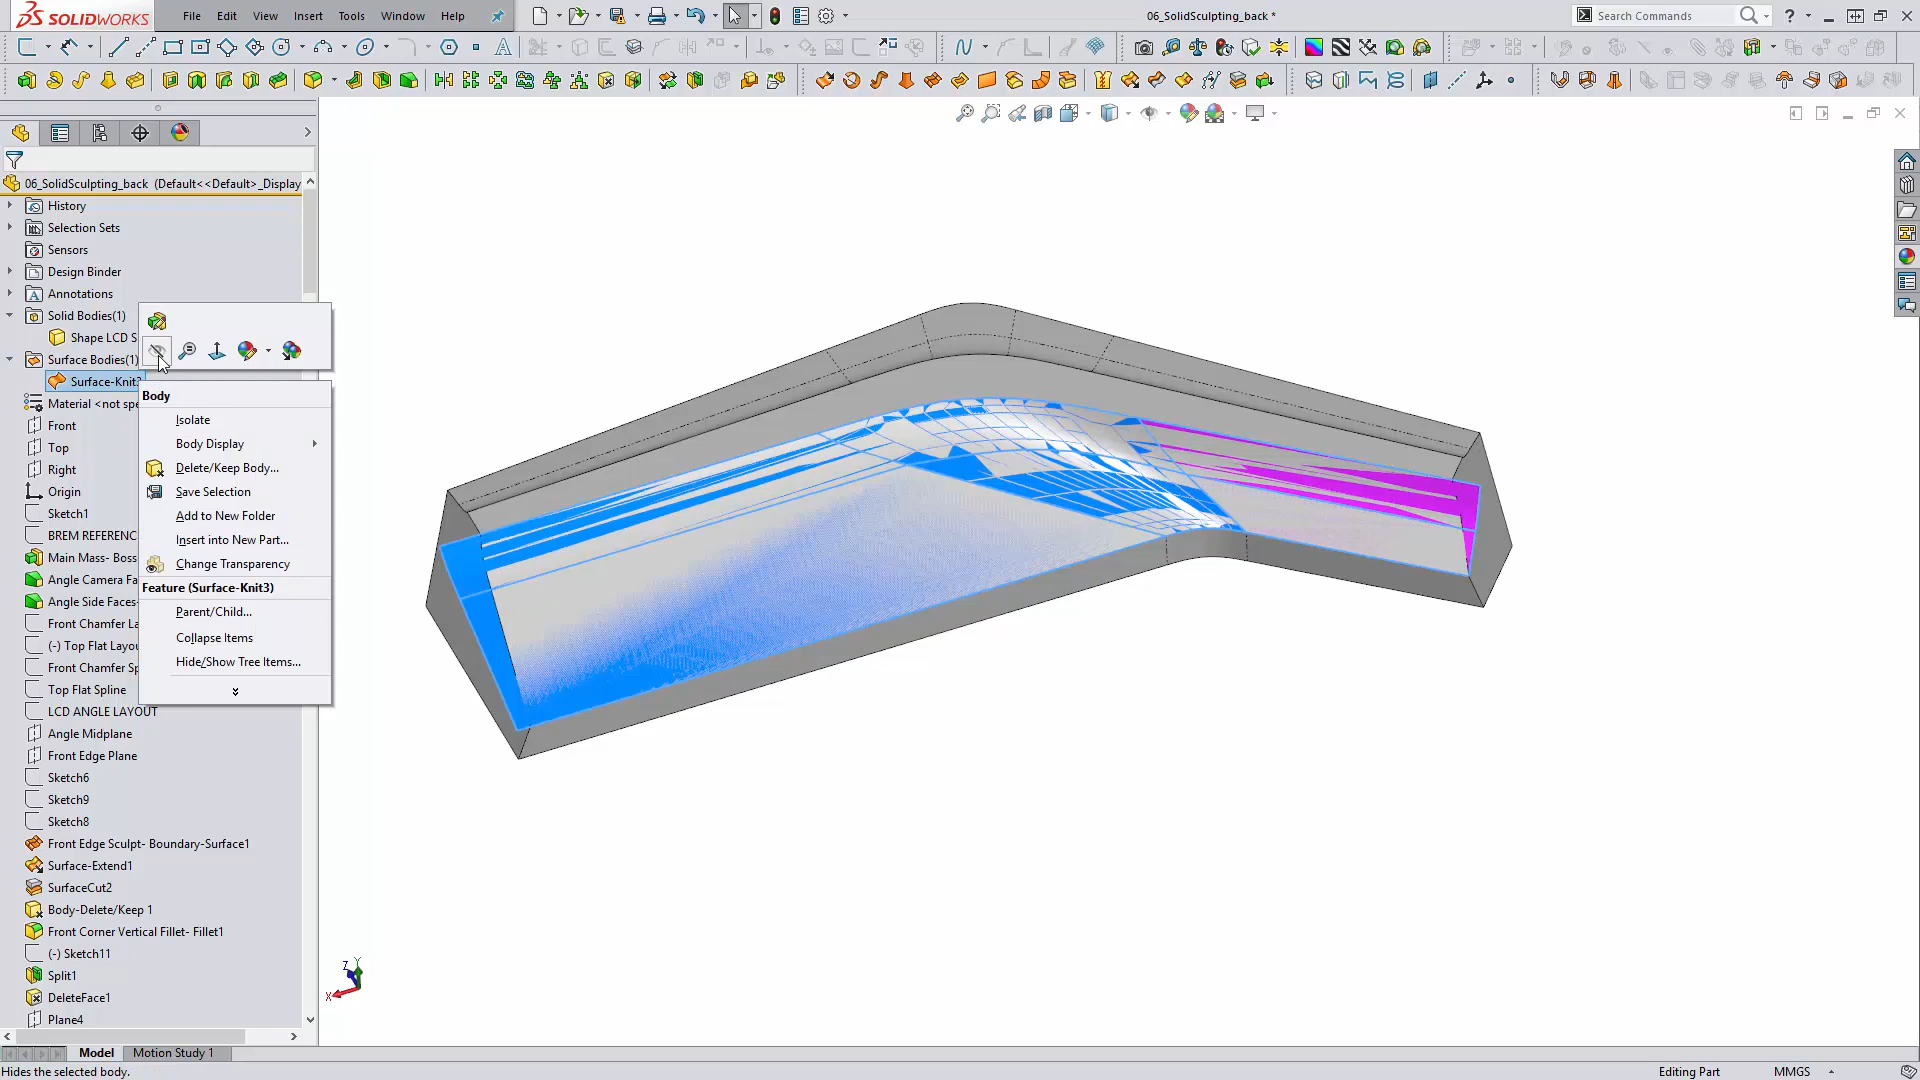 SOLIDWORKS
File Edit View Insert Tools Window Help
06_SolidSculpting_back *
Search Commands
06_SolidSculpting_back (Default<<Default>_Display
History
Selection Sets
Sensors
Design Binder
Annotations
Solid Bodies(1)
Shape LCD S
Surface Bodies(1)
Surface-Knit3
Material <not spe
Front
Top
Right
Origin
Sketch1
BREM REFERENC
Main Mass- Boss
Angle Camera Fa
Angle Side Faces-
Front Chamfer La
(-) Top Flat Layou
Front Chamfer Sp
Top Flat Spline
LCD ANGLE LAYOUT
Angle Midplane
Front Edge Plane
Sketch6
Sketch9
Sketch8
Front Edge Sculpt- Boundary-Surface1
Surface-Extend1
SurfaceCut2
Body-Delete/Keep 1
Front Corner Vertical Fillet- Fillet1
(-) Sketch11
Split1
DeleteFace1
Plane4
Body
Isolate
Body Display
Delete/Keep Body...
Save Selection
Add to New Folder
Insert into New Part...
Change Transparency
Feature (Surface-Knit3)
Parent/Child...
Collapse Items
Hide/Show Tree Items...
Z Y
X
Model Motion Study 1
Hides the selected body.
Editing Part MMGS